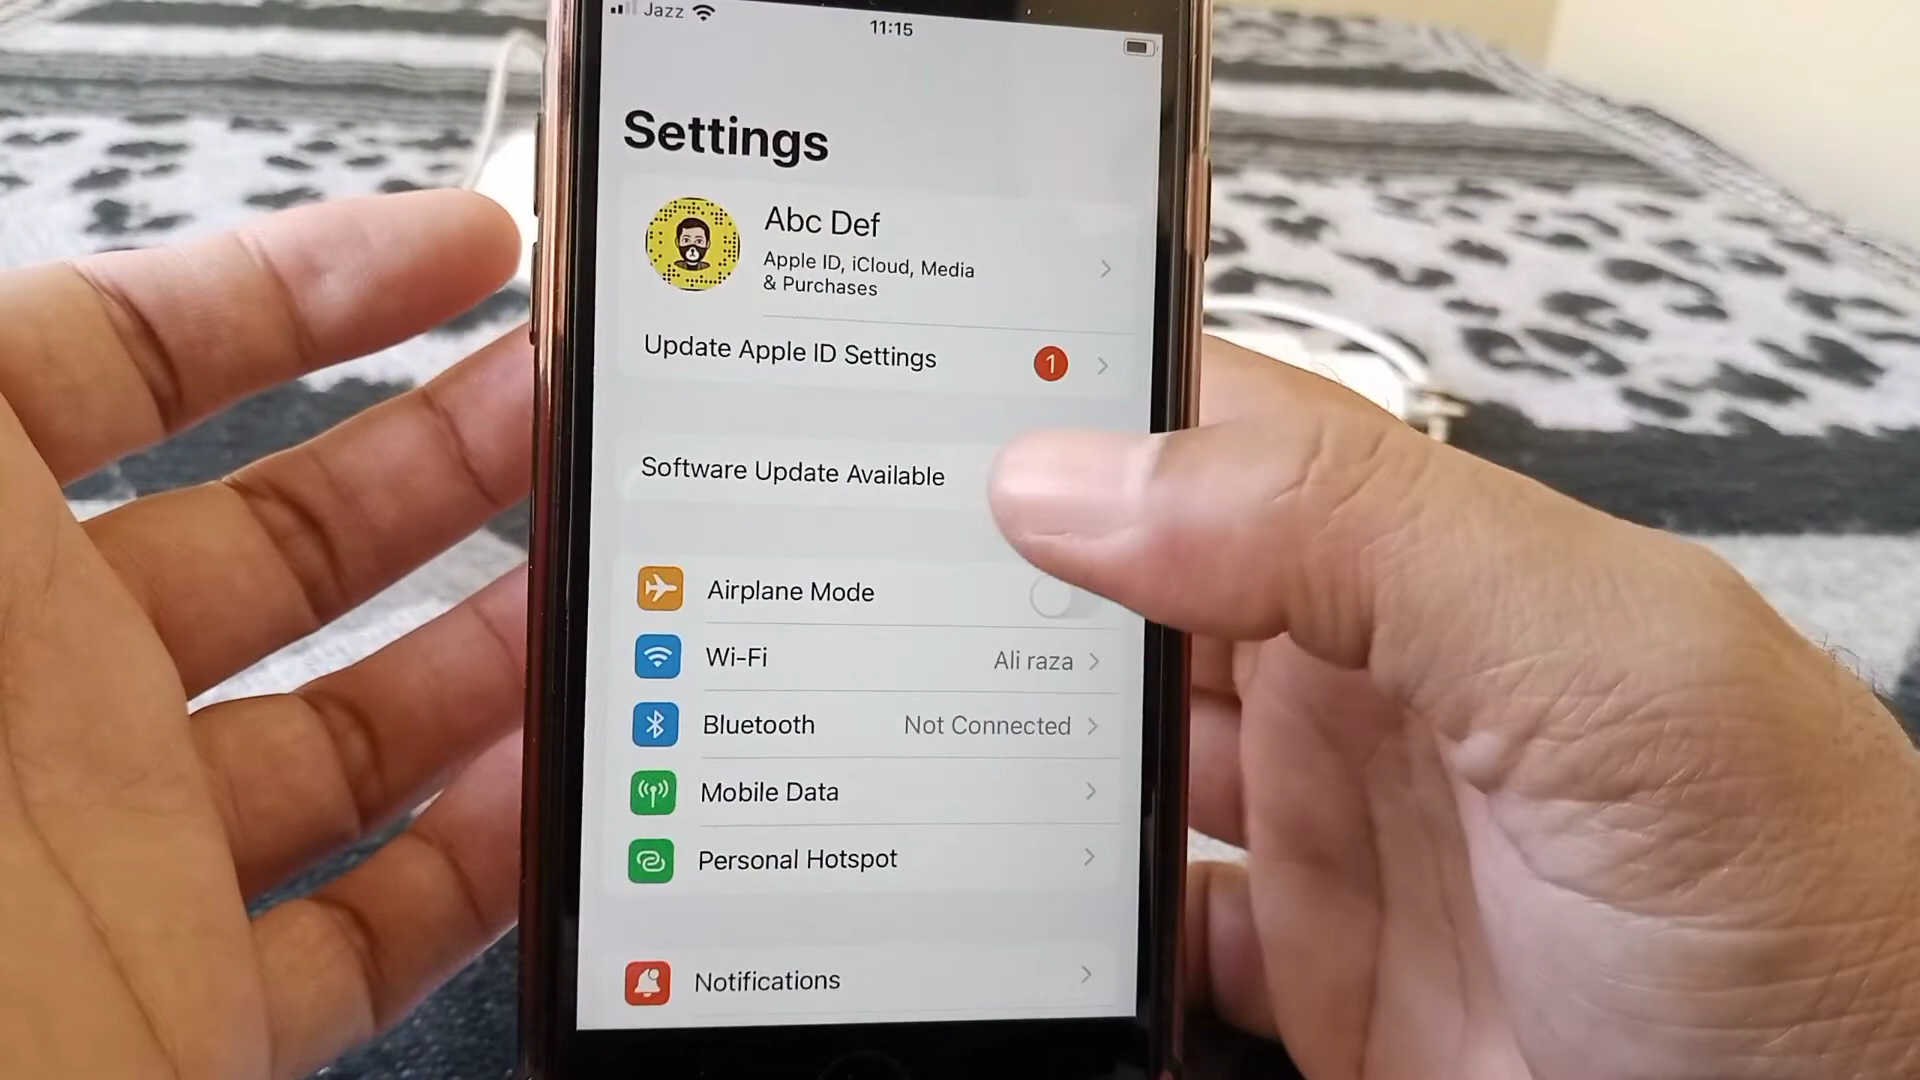 Jazz
11:15
Settings
Abc Def
Apple ID, iCloud, Media
& Purchases
Update Apple ID Settings 1
Software Update Available
Airplane Mode
Wi-Fi Ali raza
Bluetooth Not Connected
Mobile Data
Personal Hotspot
Notifications